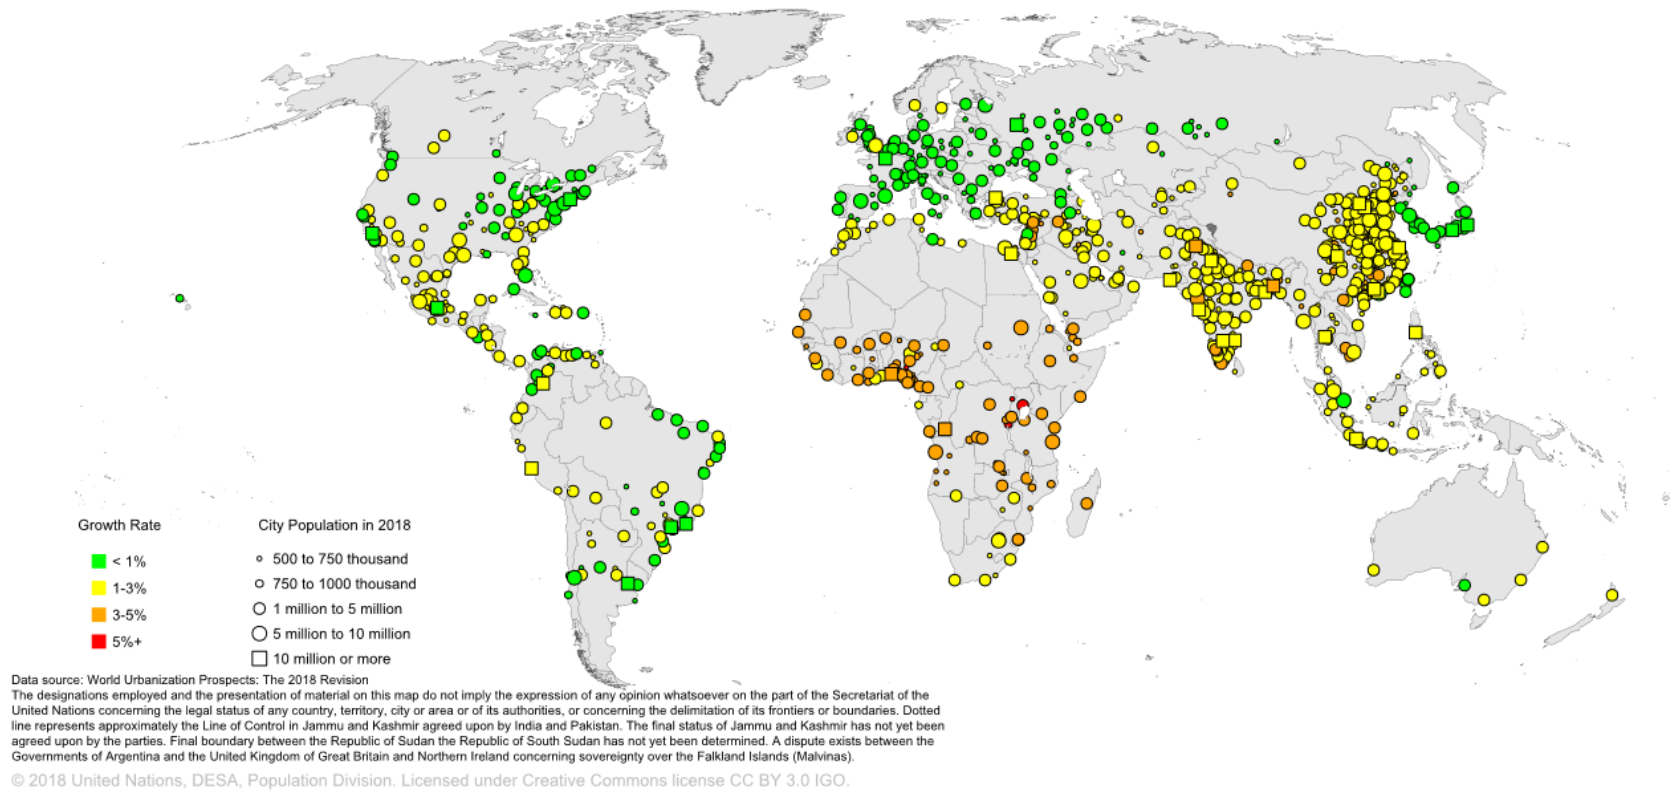 Growth Rate
< 1%
1-3%
3-5%
5%+
City Population in 2018
500 to 750 thousand
750 to 1000 thousand
1 million to 5 million
5 million to 10 million
10 million or more
Data source: World Urbanization Prospects: The 2018 Revision
The designations employed and the presentation of material on this map do not imply the expression of any opinion whatsoever on the part of the Secretariat of the
United Nations concerning the legal status of any country, territory, city or area or of its authorities, or concerning the delimitation of its frontiers or boundaries. Dotted
line represents approximately the Line of Control in Jammu and Kashmir agreed upon by India and Pakistan. The final status of Jammu and Kashmir has not yet been
agreed upon by the parties. Final boundary between the Republic of Sudan the Republic of South Sudan has not yet been determined. A dispute exists between the
Governments of Argentina and the United Kingdom of Great Britain and Northern Ireland concerning sovereignty over the Falkland Islands (Malvinas).
© 2018 United Nations, DESA, Population Division. Licensed under Creative Commons license CC BY 3.0 IGO.